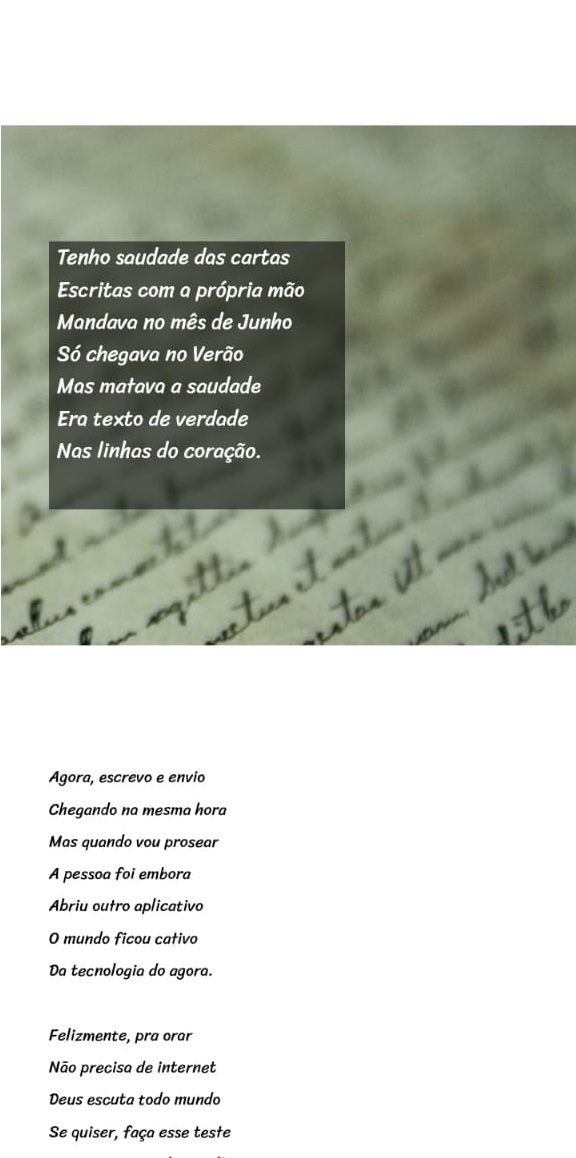 Tenho saudade das cartas
Escritas com a própria mão
Mandava no mês de Junho
Só chegava no Verão
Mas matava a saudade
Era texto de verdade
Nas linhas do coração.
Agora, escrevo e envio
Chegando na mesma hora
Mas quando vou prosear
A pessoa foi embora
Abriu outro aplicativo
O mundo ficou cativo
Da tecnologia do agora.
Felizmente, pra orar
Não precisa de internet
Deus escuta todo mundo
Se quiser, faça esse teste